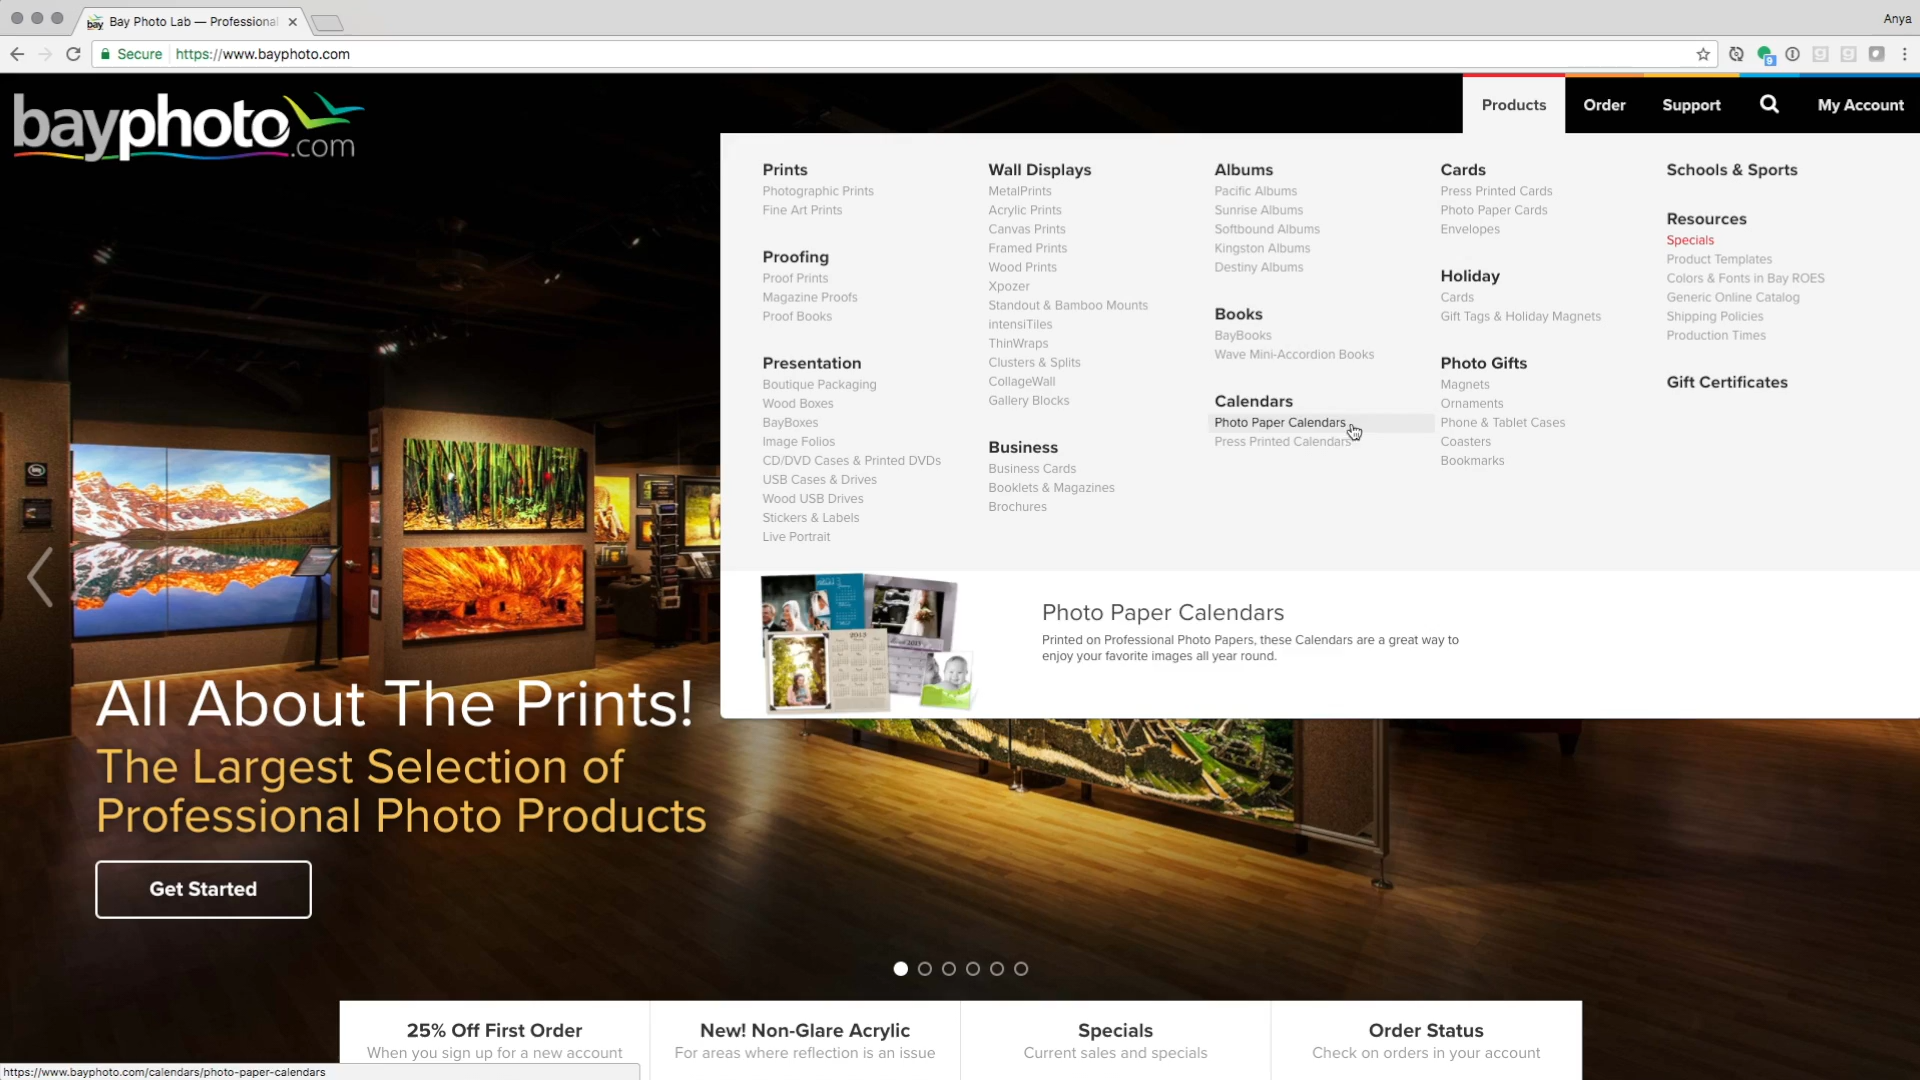 Bay Photo Lab — Professional
Anya
Secure
https://www.bayphoto.com
9
bayphoto.com
Products
Order
Support
My Account
Prints
Photographic Prints
Fine Art Prints
Proofing
Proof Prints
Magazine Proofs
Proof Books
Presentation
Boutique Packaging
Wood Boxes
BayBoxes
Image Folios
CD/DVD Cases & Printed DVDs
USB Cases & Drives
Wood USB Drives
Stickers & Labels
Live Portrait
Wall Displays
MetalPrints
Acrylic Prints
Canvas Prints
Framed Prints
Wood Prints
Xpozer
Standout & Bamboo Mounts
intensiTiles
ThinWraps
Clusters & Splits
CollageWall
Gallery Blocks
Business
Business Cards
Booklets & Magazines
Brochures
Albums
Pacific Albums
Sunrise Albums
Softbound Albums
Kingston Albums
Destiny Albums
Books
BayBooks
Wave Mini-Accordion Books
Calendars
Photo Paper Calendars
Press Printed Calendars
Cards
Press Printed Cards
Photo Paper Cards
Envelopes
Holiday
Cards
Gift Tags & Holiday Magnets
Photo Gifts
Magnets
Ornaments
Phone & Tablet Cases
Coasters
Bookmarks
Schools & Sports
Resources
Specials
Product Templates
Colors & Fonts in Bay ROES
Generic Online Catalog
Shipping Policies
Production Times
Gift Certificates
Photo Paper Calendars
Printed on Professional Photo Papers, these Calendars are a great way to
enjoy your favorite images all year round.
All About The Prints!
The Largest Selection of
Professional Photo Products
Get Started
25% Off First Order
When you sign up for a new account
New! Non-Glare Acrylic
For areas where reflection is an issue
Specials
Current sales and specials
Order Status
Check on orders in your account
https://www.bayphoto.com/calendars/photo-paper-calendars